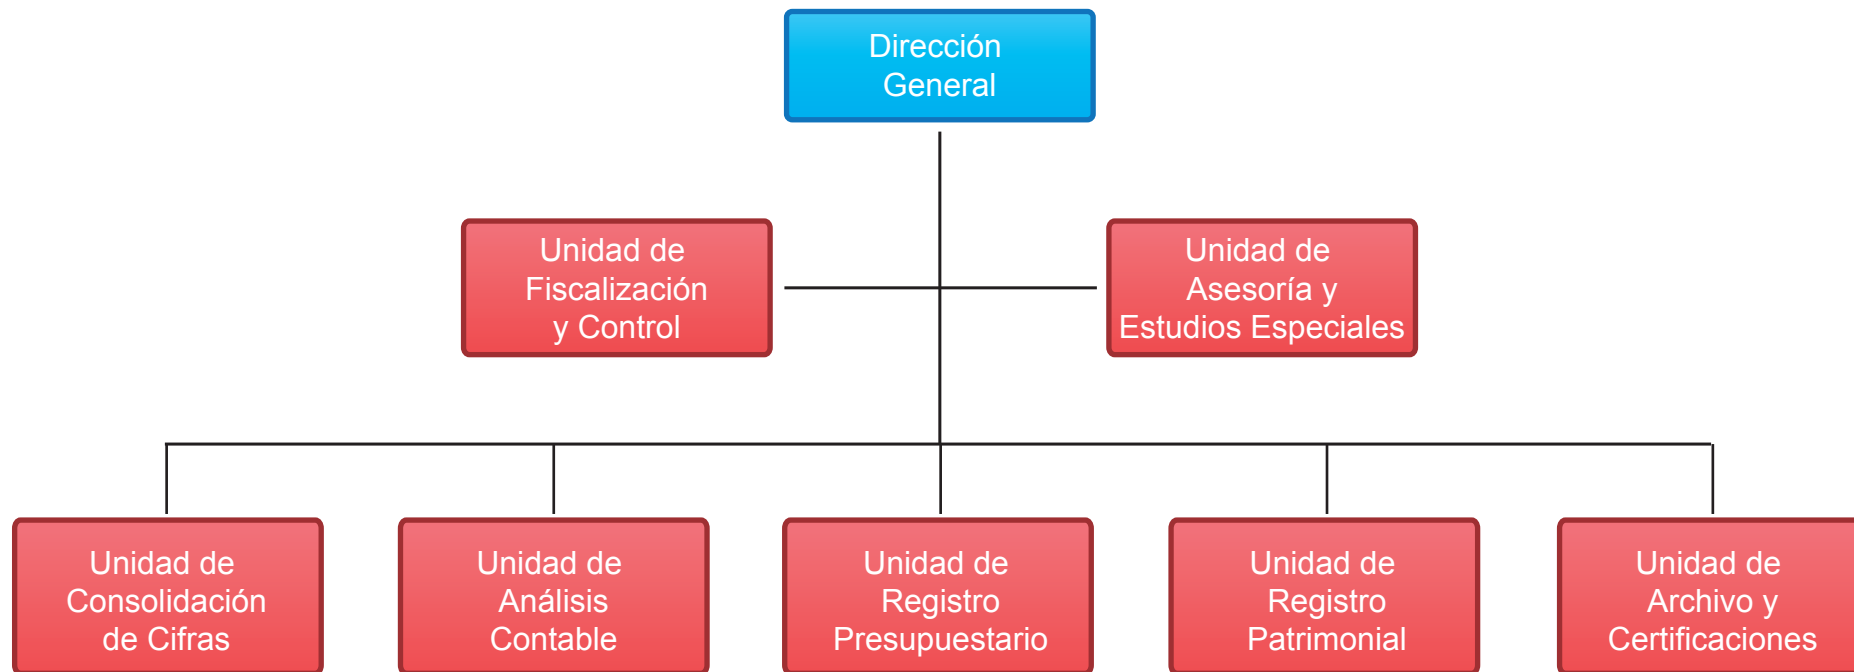 Dirección
General
Unidad de
Fiscalización
y Control
Unidad de
Asesoría y
Estudios Especiales
Unidad de
Consolidación
de Cifras
Unidad de
Análisis
Contable
Unidad de
Registro
Presupuestario
Unidad de
Registro
Patrimonial
Unidad de
Archivo y
Certificaciones